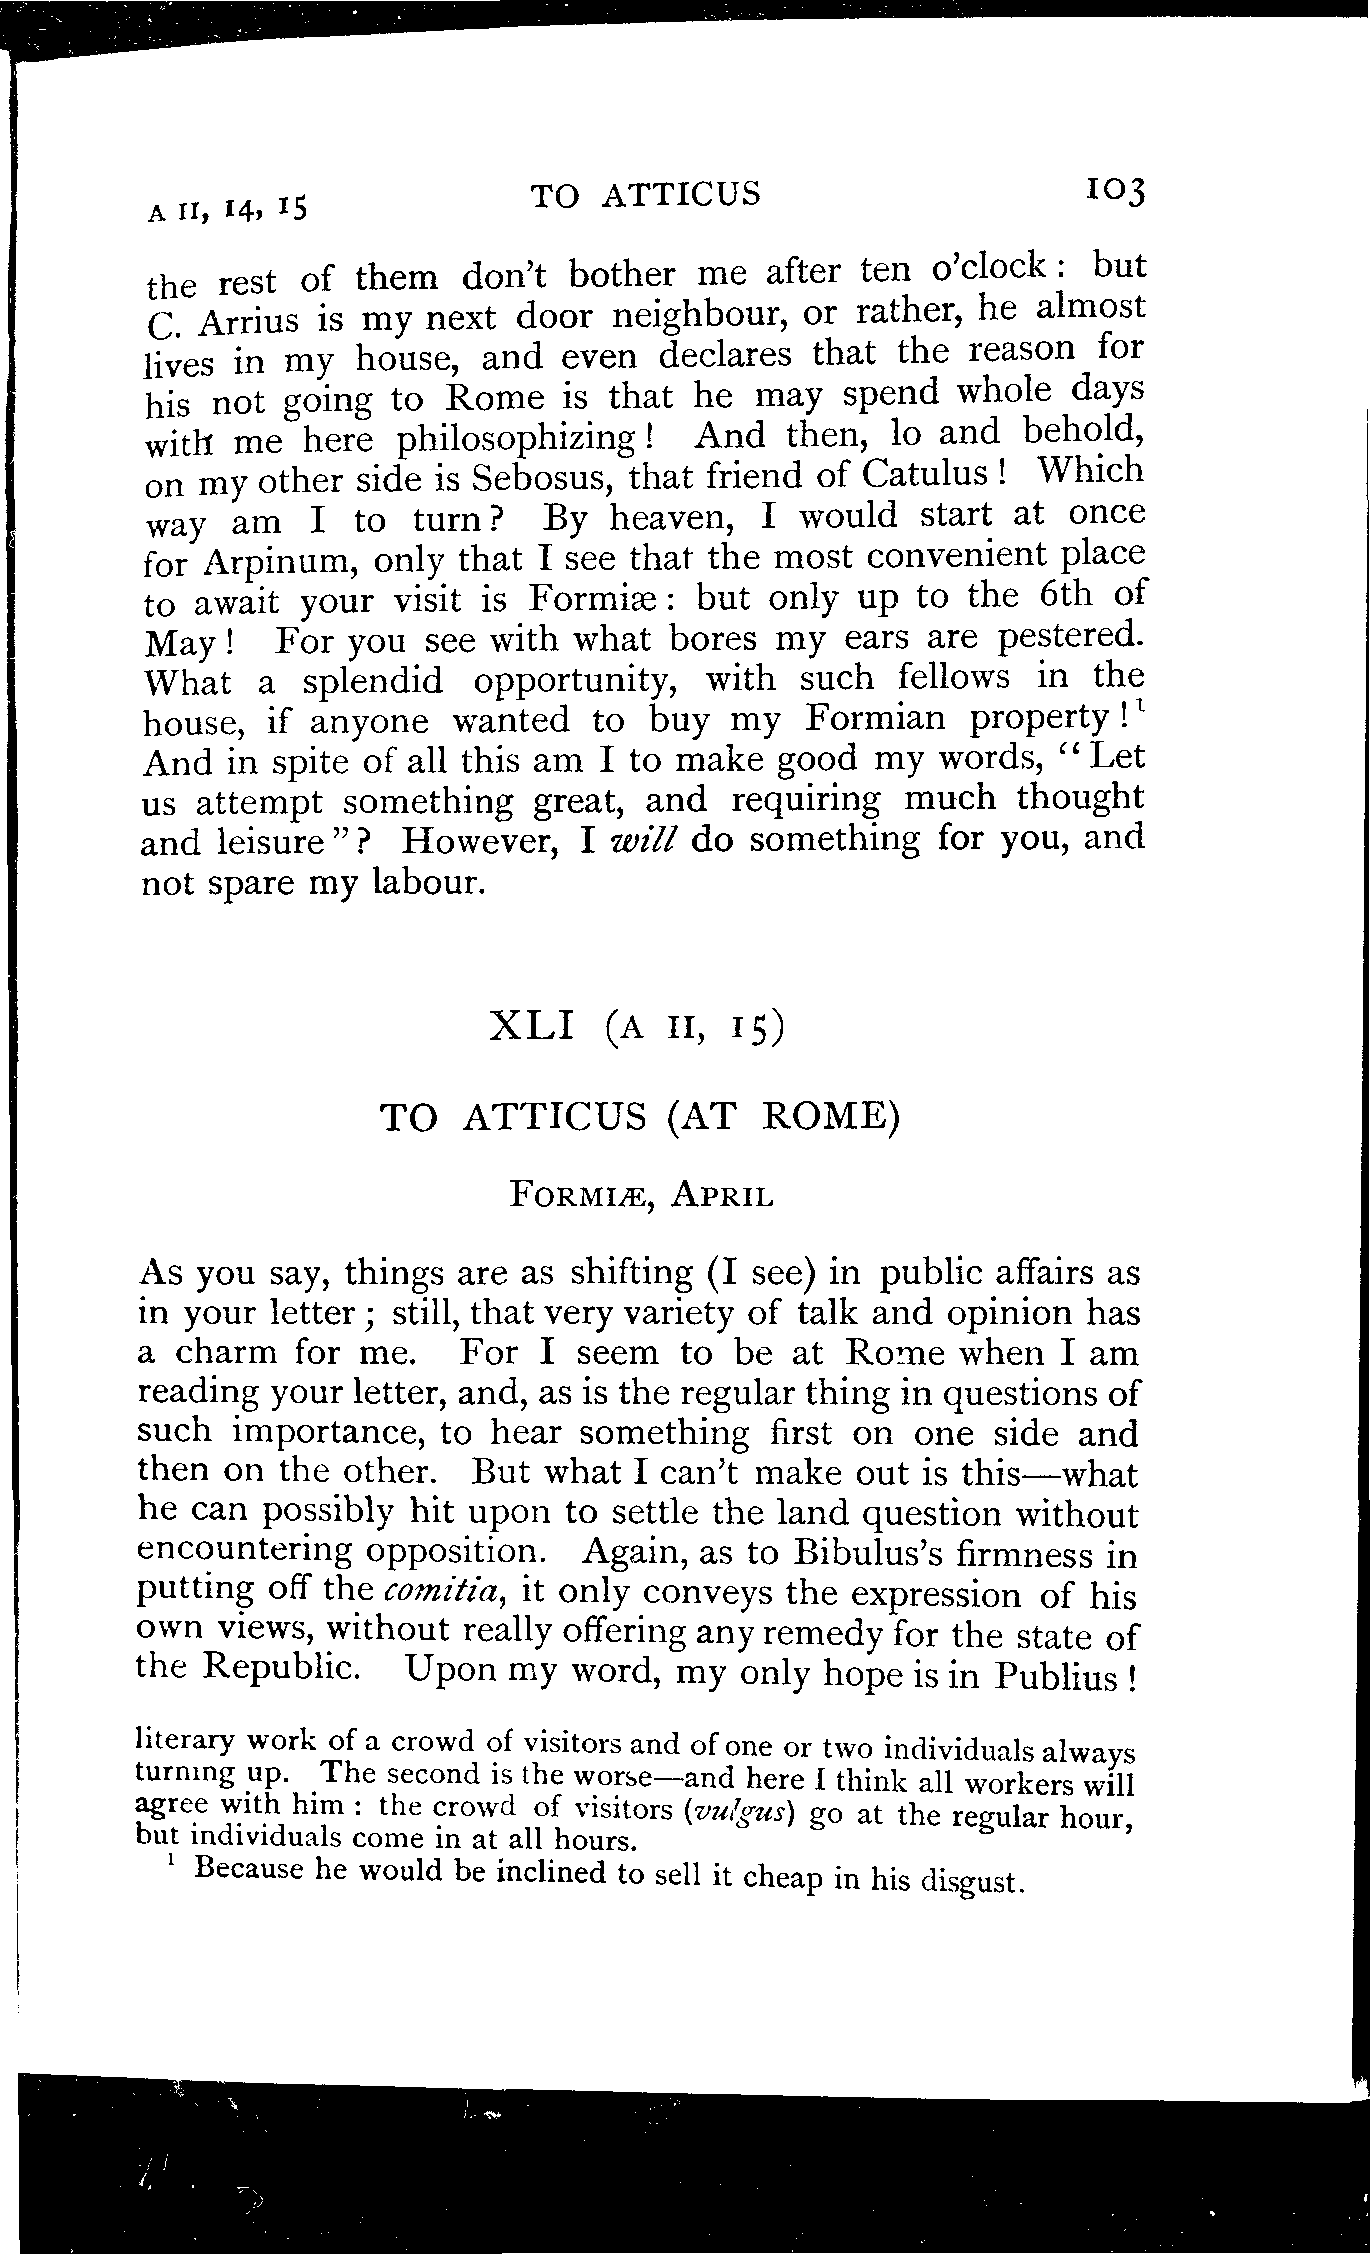 A II, 14, 15 TO ATTICUS 103
the rest of them don't bother me after ten o'clock : but
C. Arrius is my next door neighbour, or rather, he almost
lives in my house, and even declares that the reason for
his not going to Rome is that he may spend whole days
with me here philosophizing ! And then, lo and behold,
on my other side is Sebosus, that friend of Catulus ! Which
way am I to turn ? By heaven, I would start at once
for Arpinum, only that I see that the most convenient place
to await your visit is Formiæ : but only up to the 6th of
May ! For you see with what bores my ears are pestered.
What a splendid opportunity, with such fellows in the
house, if anyone wanted to buy my Formian property !¹
And in spite of all this am I to make good my words, “ Let
us attempt something great, and requiring much thought
and leisure ” ? However, I will do something for you, and
not spare my labour.
XLI (A II, 15)
TO ATTICUS (AT ROME)
FORMIÆ, APRIL
As you say, things are as shifting (I see) in public affairs as
in your letter ; still, that very variety of talk and opinion has
a charm for me. For I seem to be at Rome when I am
reading your letter, and, as is the regular thing in questions of
such importance, to hear something first on one side and
then on the other. But what I can't make out is this—what
he can possibly hit upon to settle the land question without
encountering opposition. Again, as to Bibulus's firmness in
putting off the comitia, it only conveys the expression of his
own views, without really offering any remedy for the state of
the Republic. Upon my word, my only hope is in Publius !
literary work of a crowd of visitors and of one or two individuals always
turning up. The second is the worse—and here I think all workers will
agree with him : the crowd of visitors (vulgus) go at the regular hour,
but individuals come in at all hours.
¹ Because he would be inclined to sell it cheap in his disgust.